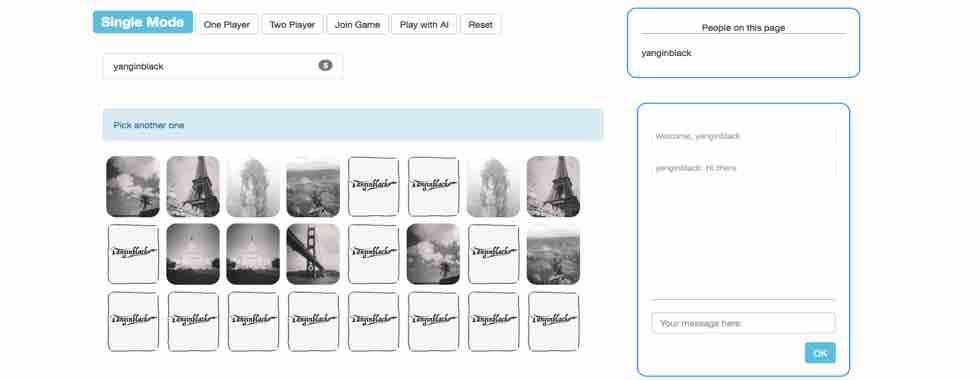 Single Mode
One Player
Two Player
Join Game
Play with AI
Reset
People on this page
yanginblack
yanginblack 5
Pick another one
Welcome, yanginblack
yanginblack: Hi there
Yanginblack Yanginblack
Yanginblack Yanginblack Yanginblack
Yanginblack Yanginblack Yanginblack Yanginblack Yanginblack Yanginblack Yanginblack Yanginblack
Your message here:
OK